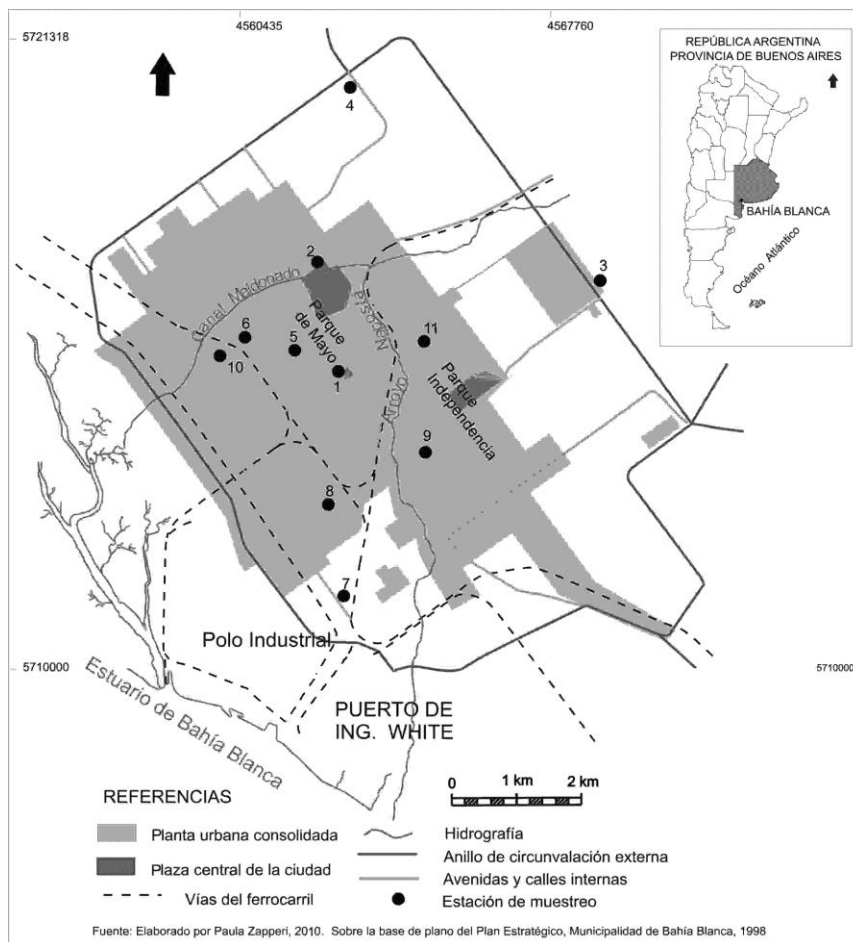 4560435
4567760
5721318
REPÚBLICA ARGENTINA
PROVINCIA DE BUENOS AIRES
BAHÍA BLANCA
Océano Atlántico
4
2
3
Canal Maldonado
Parque
de Mayo
Napostá
Arroyo
6
5
11
10
1
Parque
Independencia
9
8
7
Polo Industrial
5710000
5710000
Estuario de Bahía Blanca
PUERTO DE
ING. WHITE
0 1 km 2 km
REFERENCIAS
Planta urbana consolidada
Plaza central de la ciudad
Vías del ferrocarril
Hidrografía
Anillo de circunvalación externa
Avenidas y calles internas
Estación de muestreo
Fuente: Elaborado por Paula Zapperi, 2010. Sobre la base de plano del Plan Estratégico, Municipalidad de Bahía Blanca, 1998